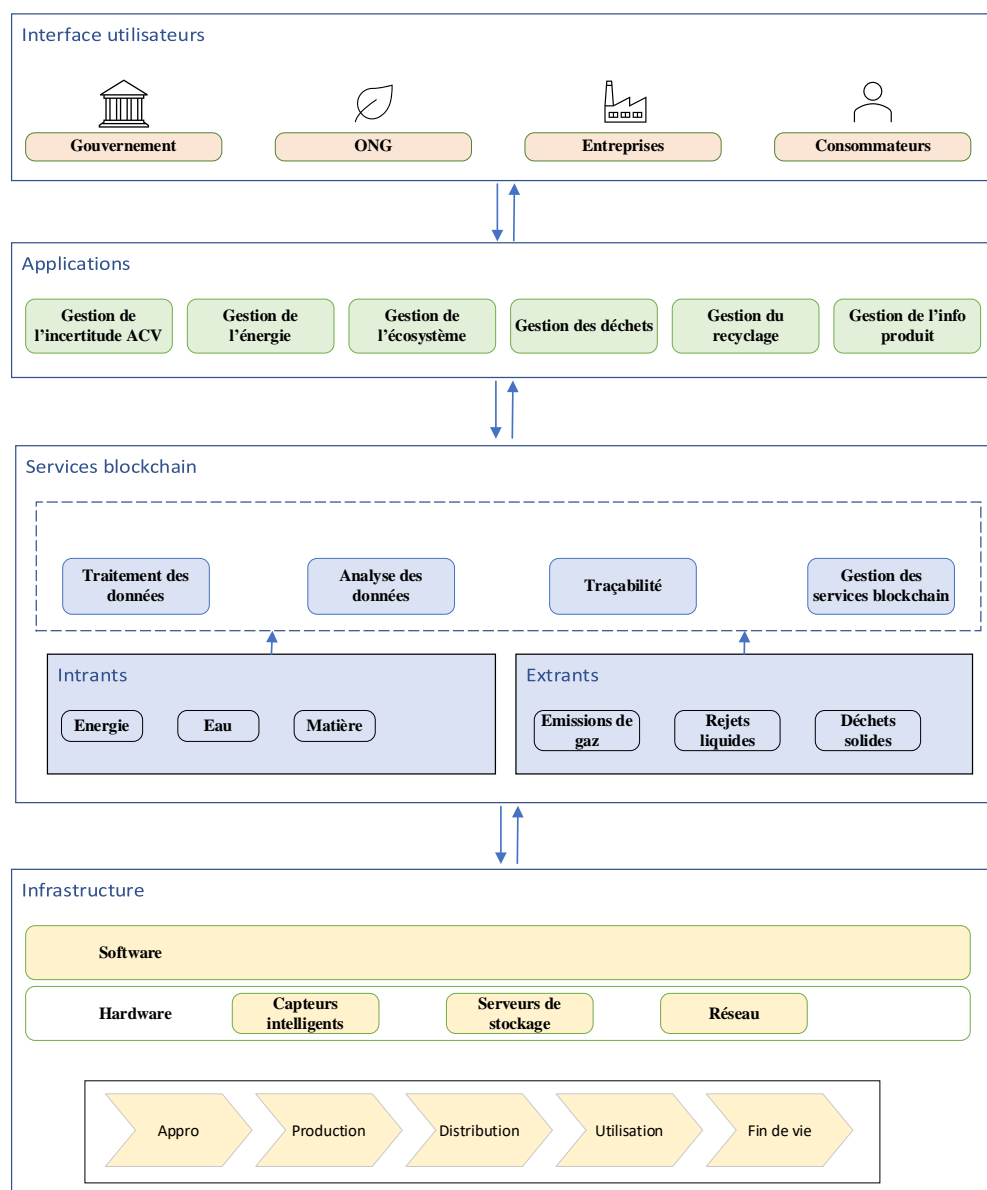 Interface utilisateurs
Gouvernement
ONG
Entreprises
Consommateurs
Applications
Gestion de
l'incertitude ACV
Gestion de
l'énergie
Gestion de
l'écosystème
Gestion des déchets
Gestion du
recyclage
Gestion de l'info
produit
Services blockchain
Traitement des
données
Analyse des
données
Traçabilité
Gestion des
services blockchain
Intrants
Energie
Eau
Matière
Extrants
Emissions de
gaz
Rejets
liquides
Déchets
solides
Infrastructure
Software
Hardware
Capteurs
intelligents
Serveurs de
stockage
Réseau
Appro
Production
Distribution
Utilisation
Fin de vie